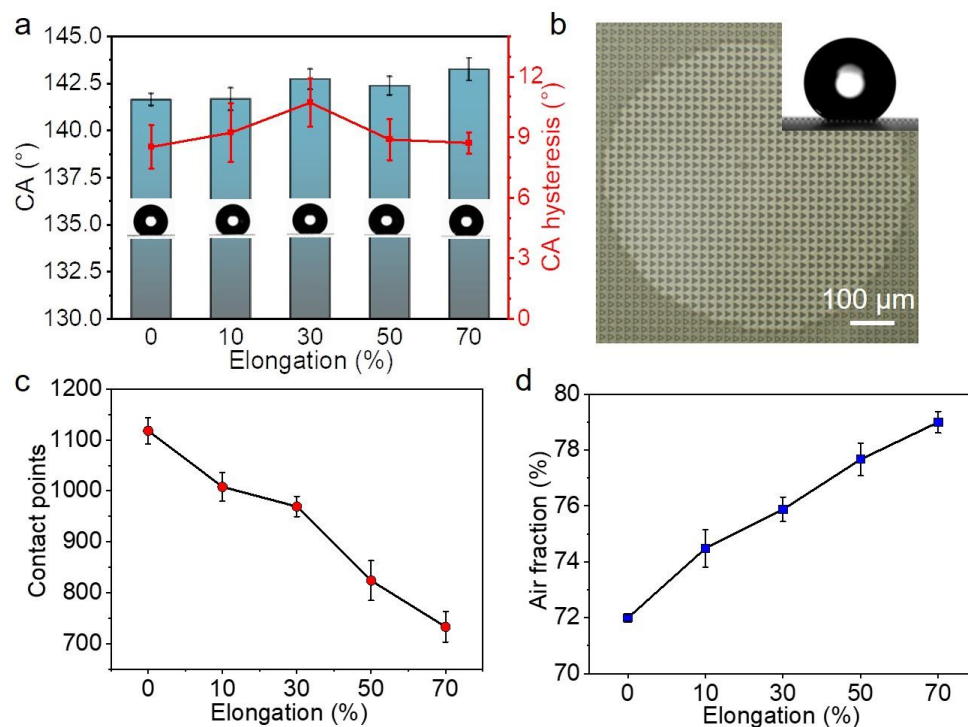 a
145.0
142.5
140.0
137.5
135.0
132.5
130.0
CA (°)
12
9
6
3
0
CA hysteresis (°)
0 10 30 50 70
Elongation (%)
b
100 µm
c
1200
1100
1000
900
800
700
Contact points
0 10 30 50 70
Elongation (%)
d
80
78
76
74
72
70
Air fraction (%)
0 10 30 50 70
Elongation (%)